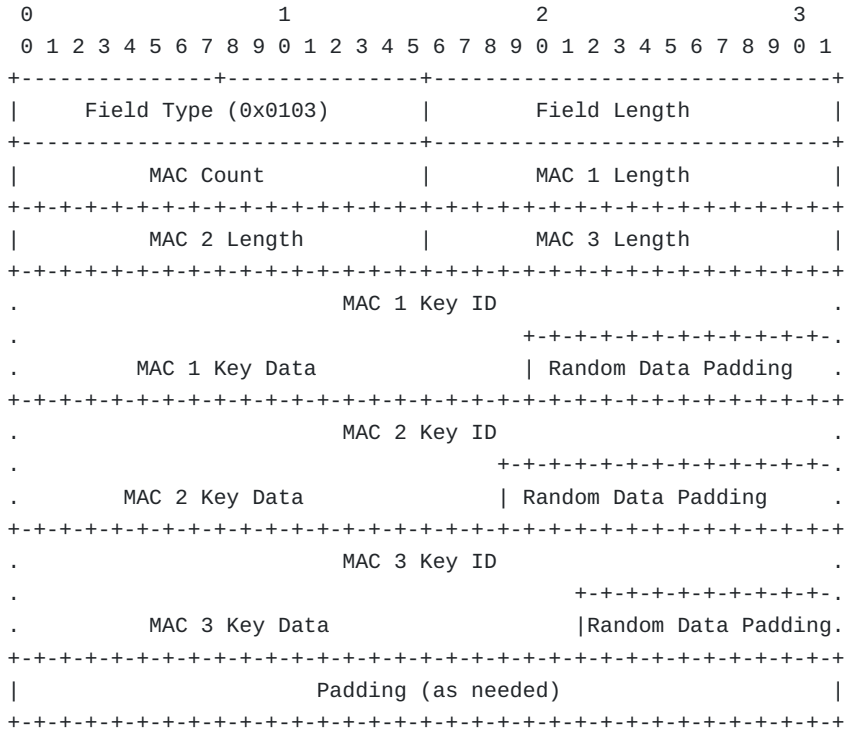 0                   1                   2                   3
 0 1 2 3 4 5 6 7 8 9 0 1 2 3 4 5 6 7 8 9 0 1 2 3 4 5 6 7 8 9 0 1
+---------------+---------------+-------------------------------+
|     Field Type (0x0103)       |        Field Length           |
+-------------------------------+-------------------------------+
|          MAC Count            |        MAC 1 Length           |
+-+-+-+-+-+-+-+-+-+-+-+-+-+-+-+-+-+-+-+-+-+-+-+-+-+-+-+-+-+-+-+-+
|          MAC 2 Length         |        MAC 3 Length           |
+-+-+-+-+-+-+-+-+-+-+-+-+-+-+-+-+-+-+-+-+-+-+-+-+-+-+-+-+-+-+-+-+
.                         MAC 1 Key ID                          .
.                                       +-+-+-+-+-+-+-+-+-+-+-+-.
.         MAC 1 Key Data                | Random Data Padding   .
+-+-+-+-+-+-+-+-+-+-+-+-+-+-+-+-+-+-+-+-+-+-+-+-+-+-+-+-+-+-+-+-+
.                         MAC 2 Key ID                          .
.                                     +-+-+-+-+-+-+-+-+-+-+-+-+-.
.        MAC 2 Key Data               | Random Data Padding     .
+-+-+-+-+-+-+-+-+-+-+-+-+-+-+-+-+-+-+-+-+-+-+-+-+-+-+-+-+-+-+-+-+
.                         MAC 3 Key ID                          .
.                                           +-+-+-+-+-+-+-+-+-+-.
.          MAC 3 Key Data                   |Random Data Padding.
+-+-+-+-+-+-+-+-+-+-+-+-+-+-+-+-+-+-+-+-+-+-+-+-+-+-+-+-+-+-+-+-+
|                       Padding (as needed)                     |
+-+-+-+-+-+-+-+-+-+-+-+-+-+-+-+-+-+-+-+-+-+-+-+-+-+-+-+-+-+-+-+-+